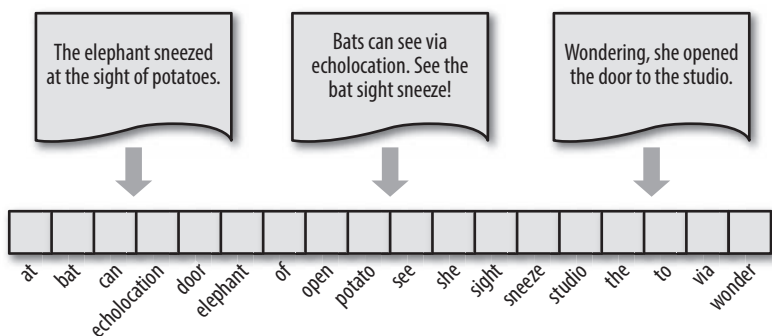 The elephant sneezed
at the sight of potatoes.
Bats can see via
echolocation. See the
bat sight sneeze!
Wondering, she opened
the door to the studio.
at
bat
can
echolocation
door
elephant
of
open
potato
see
she
sight
sneeze
studio
the
to
via
wonder